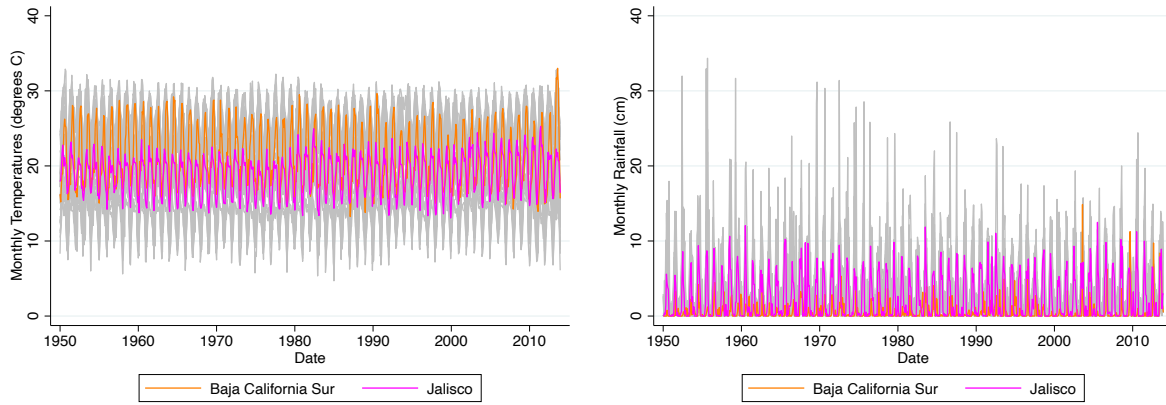 Monthly Temperatures (degrees C)
40
30
20
10
0
1950 1960 1970 1980 1990 2000 2010
Date
Baja California Sur Jalisco
Monthly Rainfall (cm)
40
30
20
10
0
1950 1960 1970 1980 1990 2000 2010
Date
Baja California Sur Jalisco